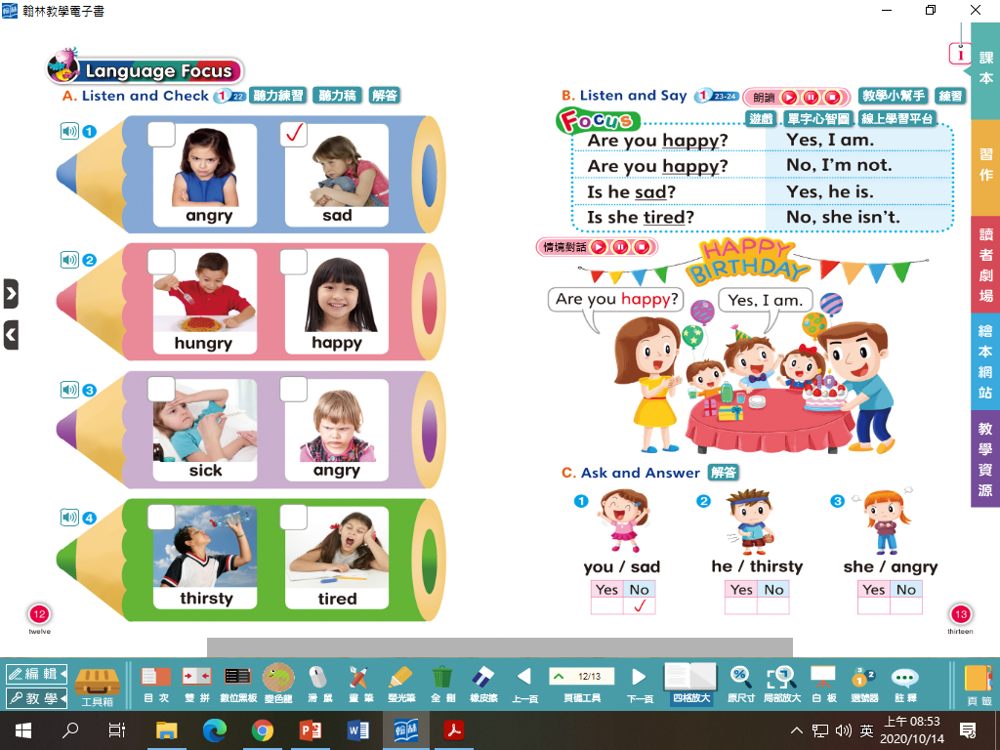 翰林教學電子書
Language Focus
A. Listen and Check 1 22 聽力練習 聽力稿 解答
1
angry
sad
2
hungry
happy
3
sick
angry
4
thirsty
tired
12
twelve
B. Listen and Say 1 23-24 朗讀 教學小幫手 練習
遊戲 單字心智圖 線上學習平台
Focus
Are you happy? Yes, I am.
Are you happy? No, I'm not.
Is he sad? Yes, he is.
Is she tired? No, she isn't.
情境對話
HAPPY
BIRTHDAY
Are you happy?
Yes, I am.
C. Ask and Answer 解答
1
2
3
you / sad
he / thirsty
she / angry
Yes No
Yes No
Yes No
13
thirteen
i
課本
習作
讀者劇場
繪本網站
教學資源
編輯
教學
工具箱
目次
雙拼
數位黑板
變色龍
滑鼠
畫筆
螢光筆
全刪
橡皮擦
上一頁
12/13
頁碼工具
下一頁
四格放大
原尺寸
局部放大
白板
選號器
註釋
頁籤
英
上午 08:53
2020/10/14